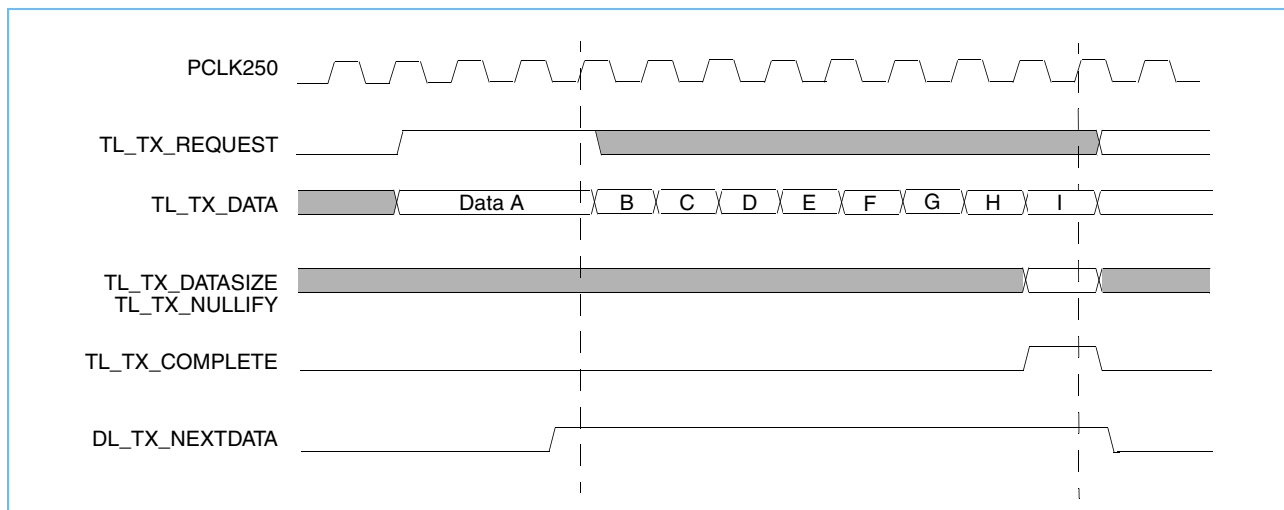 PCLK250
TL_TX_REQUEST
TL_TX_DATA
Data A B C D E F G H I
TL_TX_DATASIZE
TL_TX_NULLIFY
TL_TX_COMPLETE
DL_TX_NEXTDATA